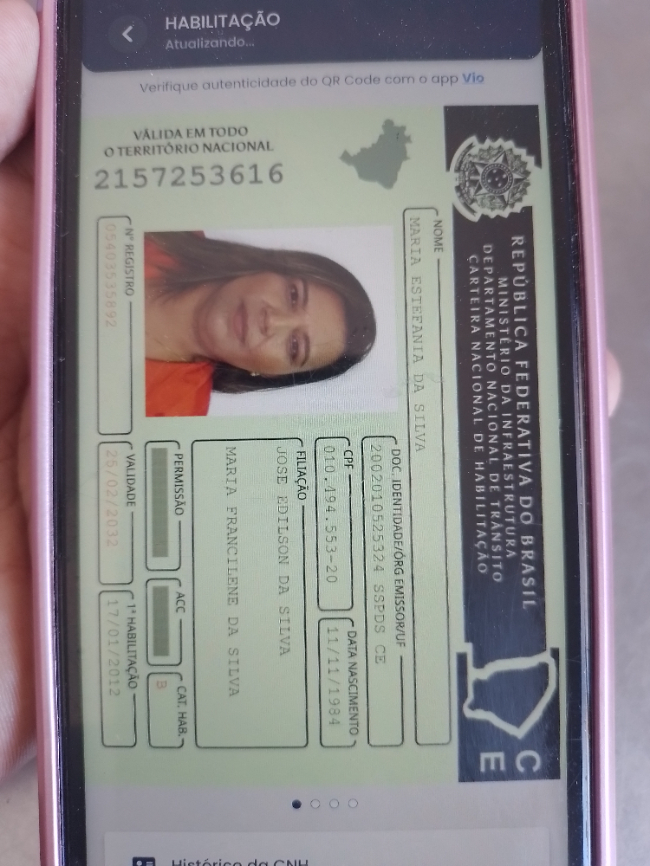 HABILITAÇÃO
Atualizando...
Verifique autenticidade do QR Code com o app Vio
VÁLIDA EM TODO
O TERRITÓRIO NACIONAL
2157253616
REPÚBLICA FEDERATIVA DO BRASIL
MINISTÉRIO DA INFRAESTRUTURA
DEPARTAMENTO NACIONAL DE TRÂNSITO
CARTEIRA NACIONAL DE HABILITAÇÃO
CE
NOME
MARIA ESTEFANIA DA SILVA
DOC. IDENTIDADE/ÓRG EMISSOR/UF
2002010525324 SSPDS CE
CPF
010.494.553-20
DATA NASCIMENTO
11/11/1984
FILIAÇÃO
JOSE EDILSON DA SILVA
MARIA FRANCILENE DA SILVA
PERMISSÃO
ACC
CAT. HAB.
B
Nº REGISTRO
05403535892
VALIDADE
25/02/2032
1ª HABILITAÇÃO
17/01/2012
Histórico da CNH